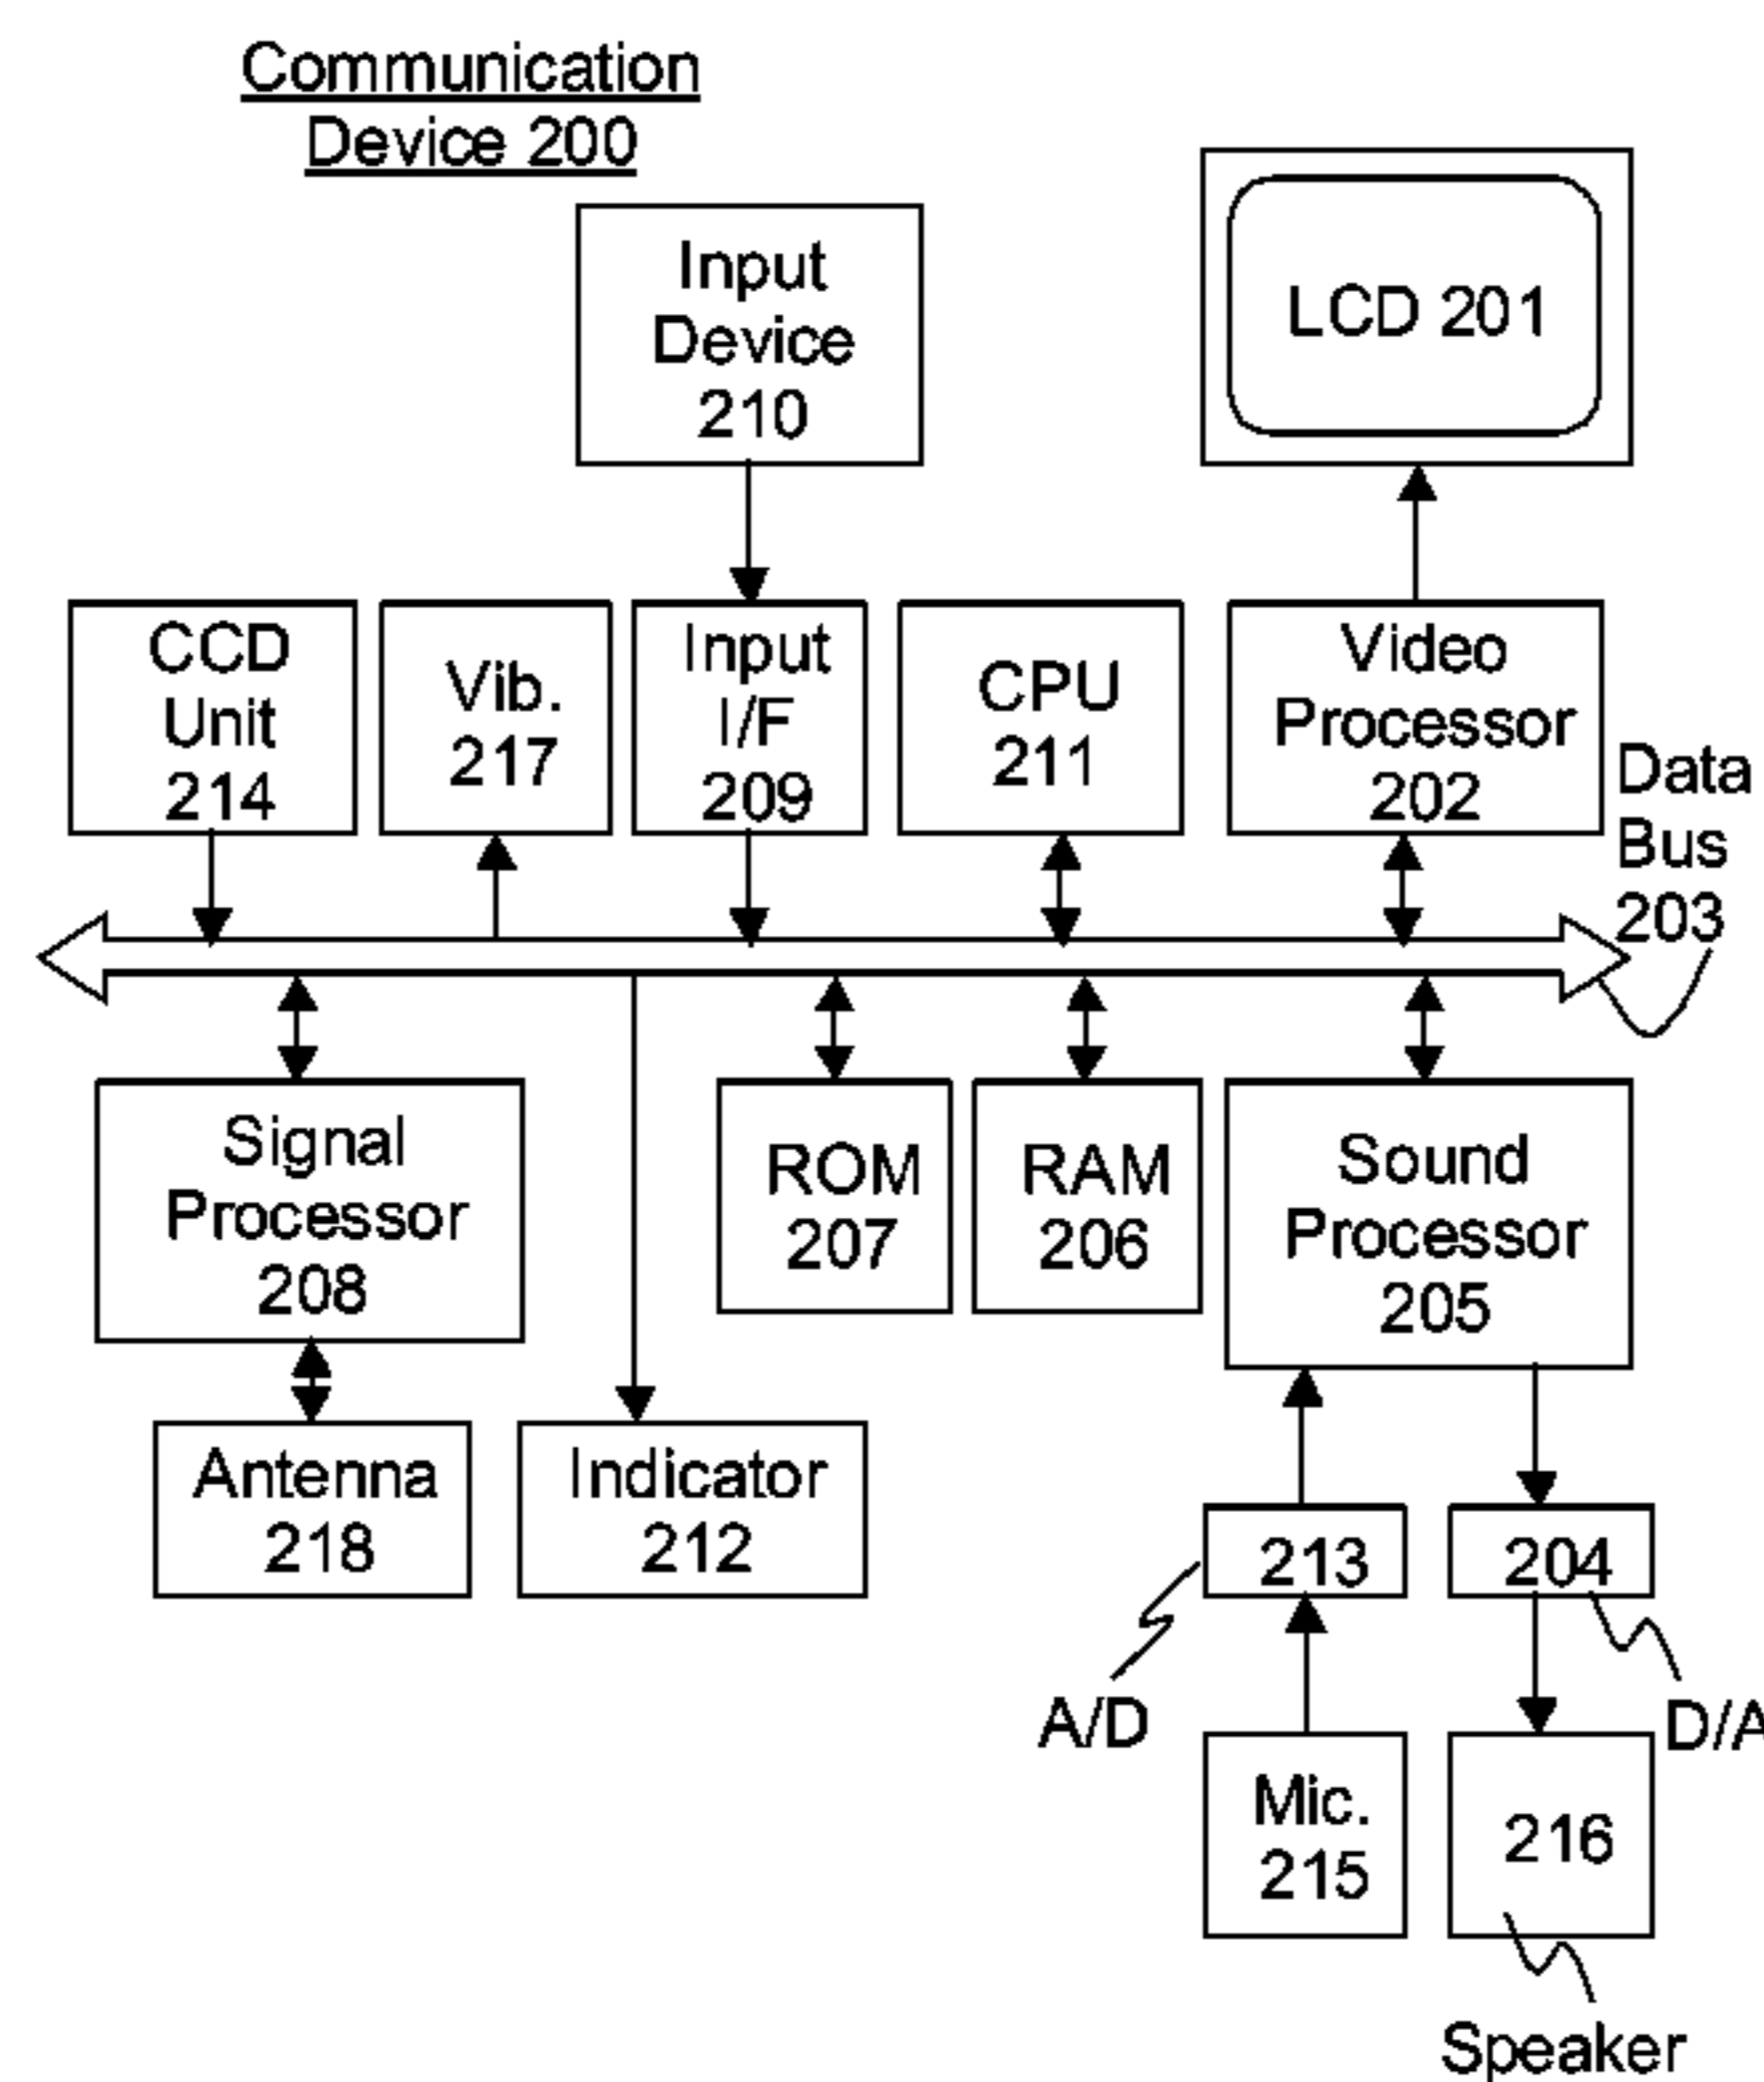 Communication
Device 200
Input
Device
210
LCD 201
CCD
Unit
214
Vib.
217
Input
I/F
209
CPU
211
Video
Processor
202
Data
Bus
203
Signal
Processor
208
ROM
207
RAM
206
Sound
Processor
205
Antenna
218
Indicator
212
213
204
A/D
D/A
Mic.
215
216
Speaker